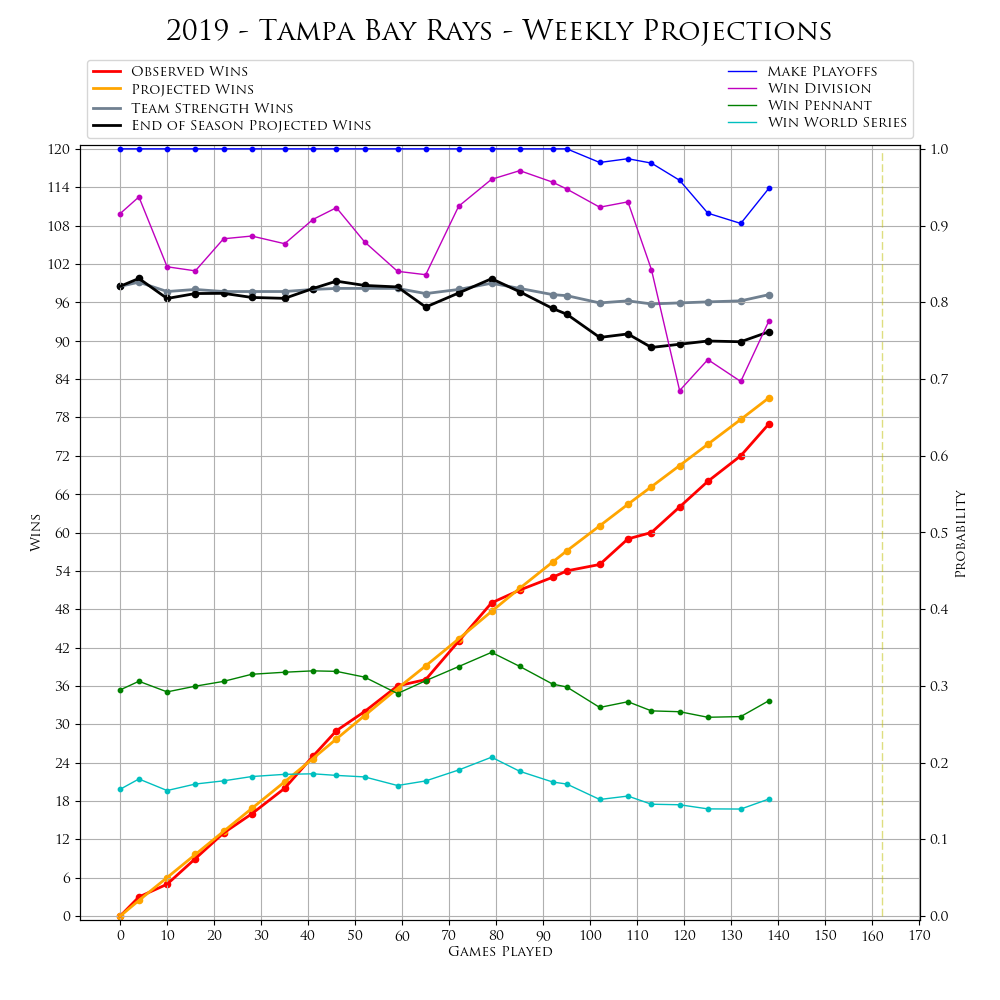 2019 - Tampa Bay Rays - Weekly Projections
Observed Wins
Projected Wins
Team Strength Wins
End of Season Projected Wins
Make Playoffs
Win Division
Win Pennant
Win World Series
120
114
108
102
96
90
84
78
72
66
60
54
48
42
36
30
24
18
12
6
0
Wins
1.0
0.9
0.8
0.7
0.6
0.5
0.4
0.3
0.2
0.1
0.0
Probability
0 10 20 30 40 50 60 70 80 90 100 110 120 130 140 150 160 170
Games Played